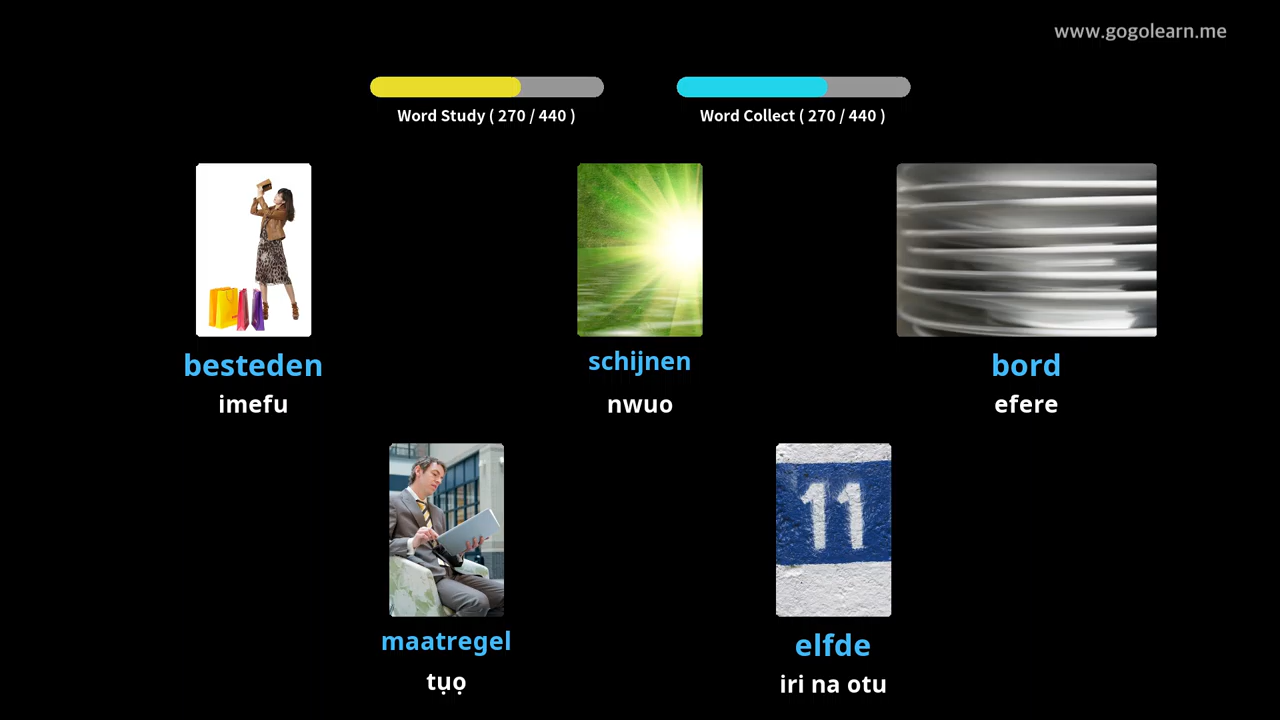 www.gogolearn.me
Word Study ( 270 / 440 )
Word Collect ( 270 / 440 )
besteden
imefu
schijnen
nwuo
bord
efere
11
maatregel
tụọ
elfde
iri na otu